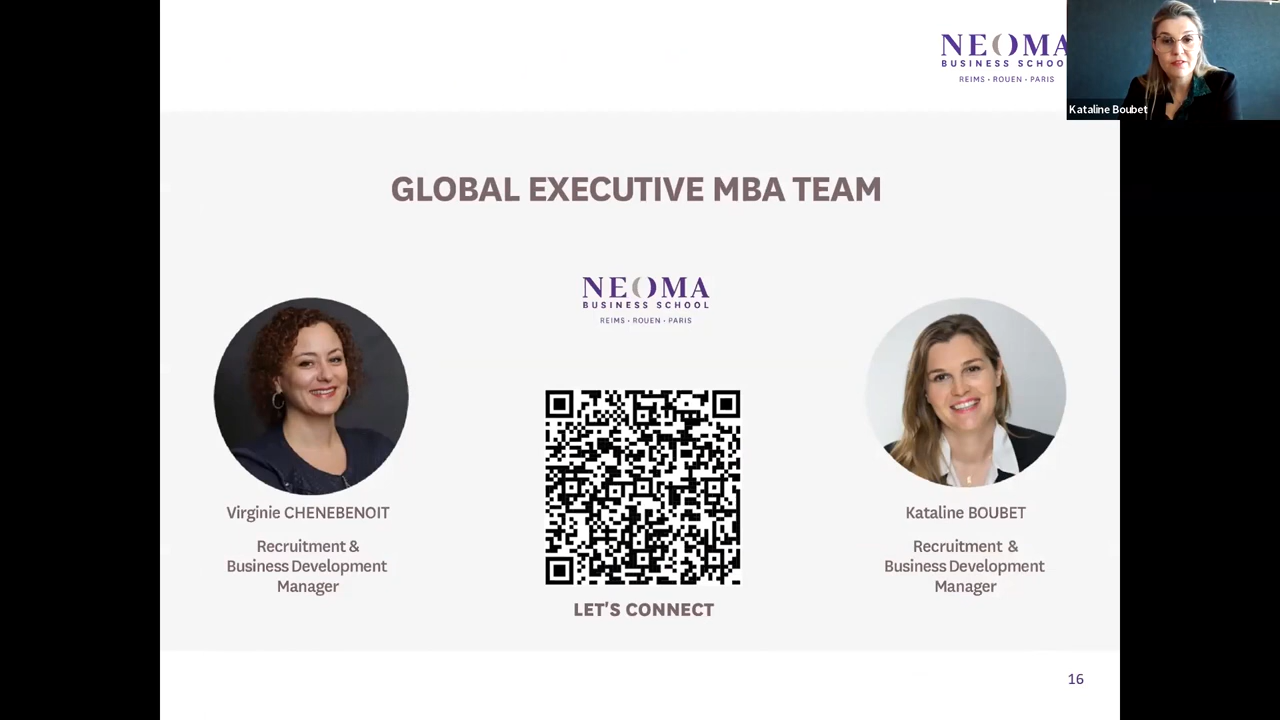 NEOMA
BUSINESS SCHOOL
REIMS • ROUEN • PARIS
Kataline Boubet
GLOBAL EXECUTIVE MBA TEAM
NEOMA
BUSINESS SCHOOL
REIMS • ROUEN • PARIS
Virginie CHENEBENOIT
Recruitment &
Business Development
Manager
Kataline BOUBET
Recruitment &
Business Development
Manager
LET'S CONNECT
16